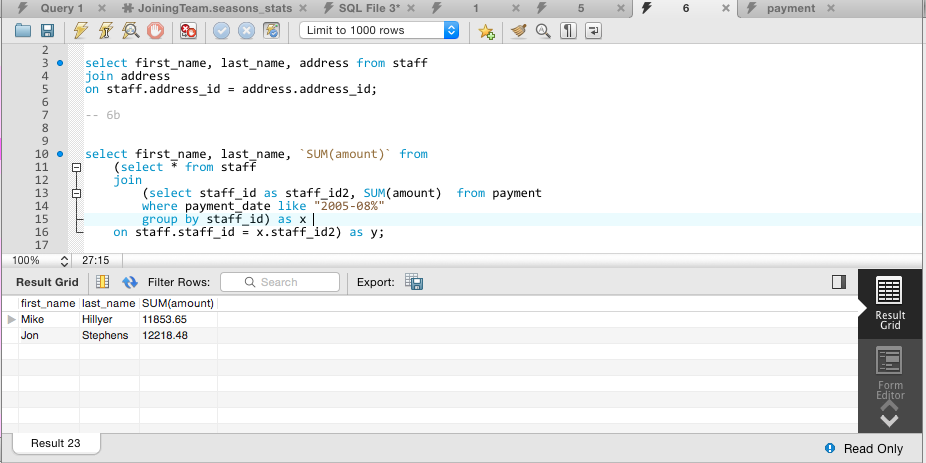 Query 1 JoiningTeam.seasons_stats SQL File 3* 1 5 6 payment
Limit to 1000 rows
2
3 select first_name, last_name, address from staff
4 join address
5 on staff.address_id = address.address_id;
6
7 -- 6b
8
9
10 select first_name, last_name, `SUM(amount)` from
11 (select * from staff
12 join
13 (select staff_id as staff_id2, SUM(amount) from payment
14 where payment_date like "2005-08%"
15 group by staff_id) as x
16 on staff.staff_id = x.staff_id2) as y;
17
100% 27:15
Result Grid Filter Rows: Search Export:
first_name last_name SUM(amount)
Mike Hillyer 11853.65
Jon Stephens 12218.48
Result
Grid
Form
Editor
Result 23
Read Only